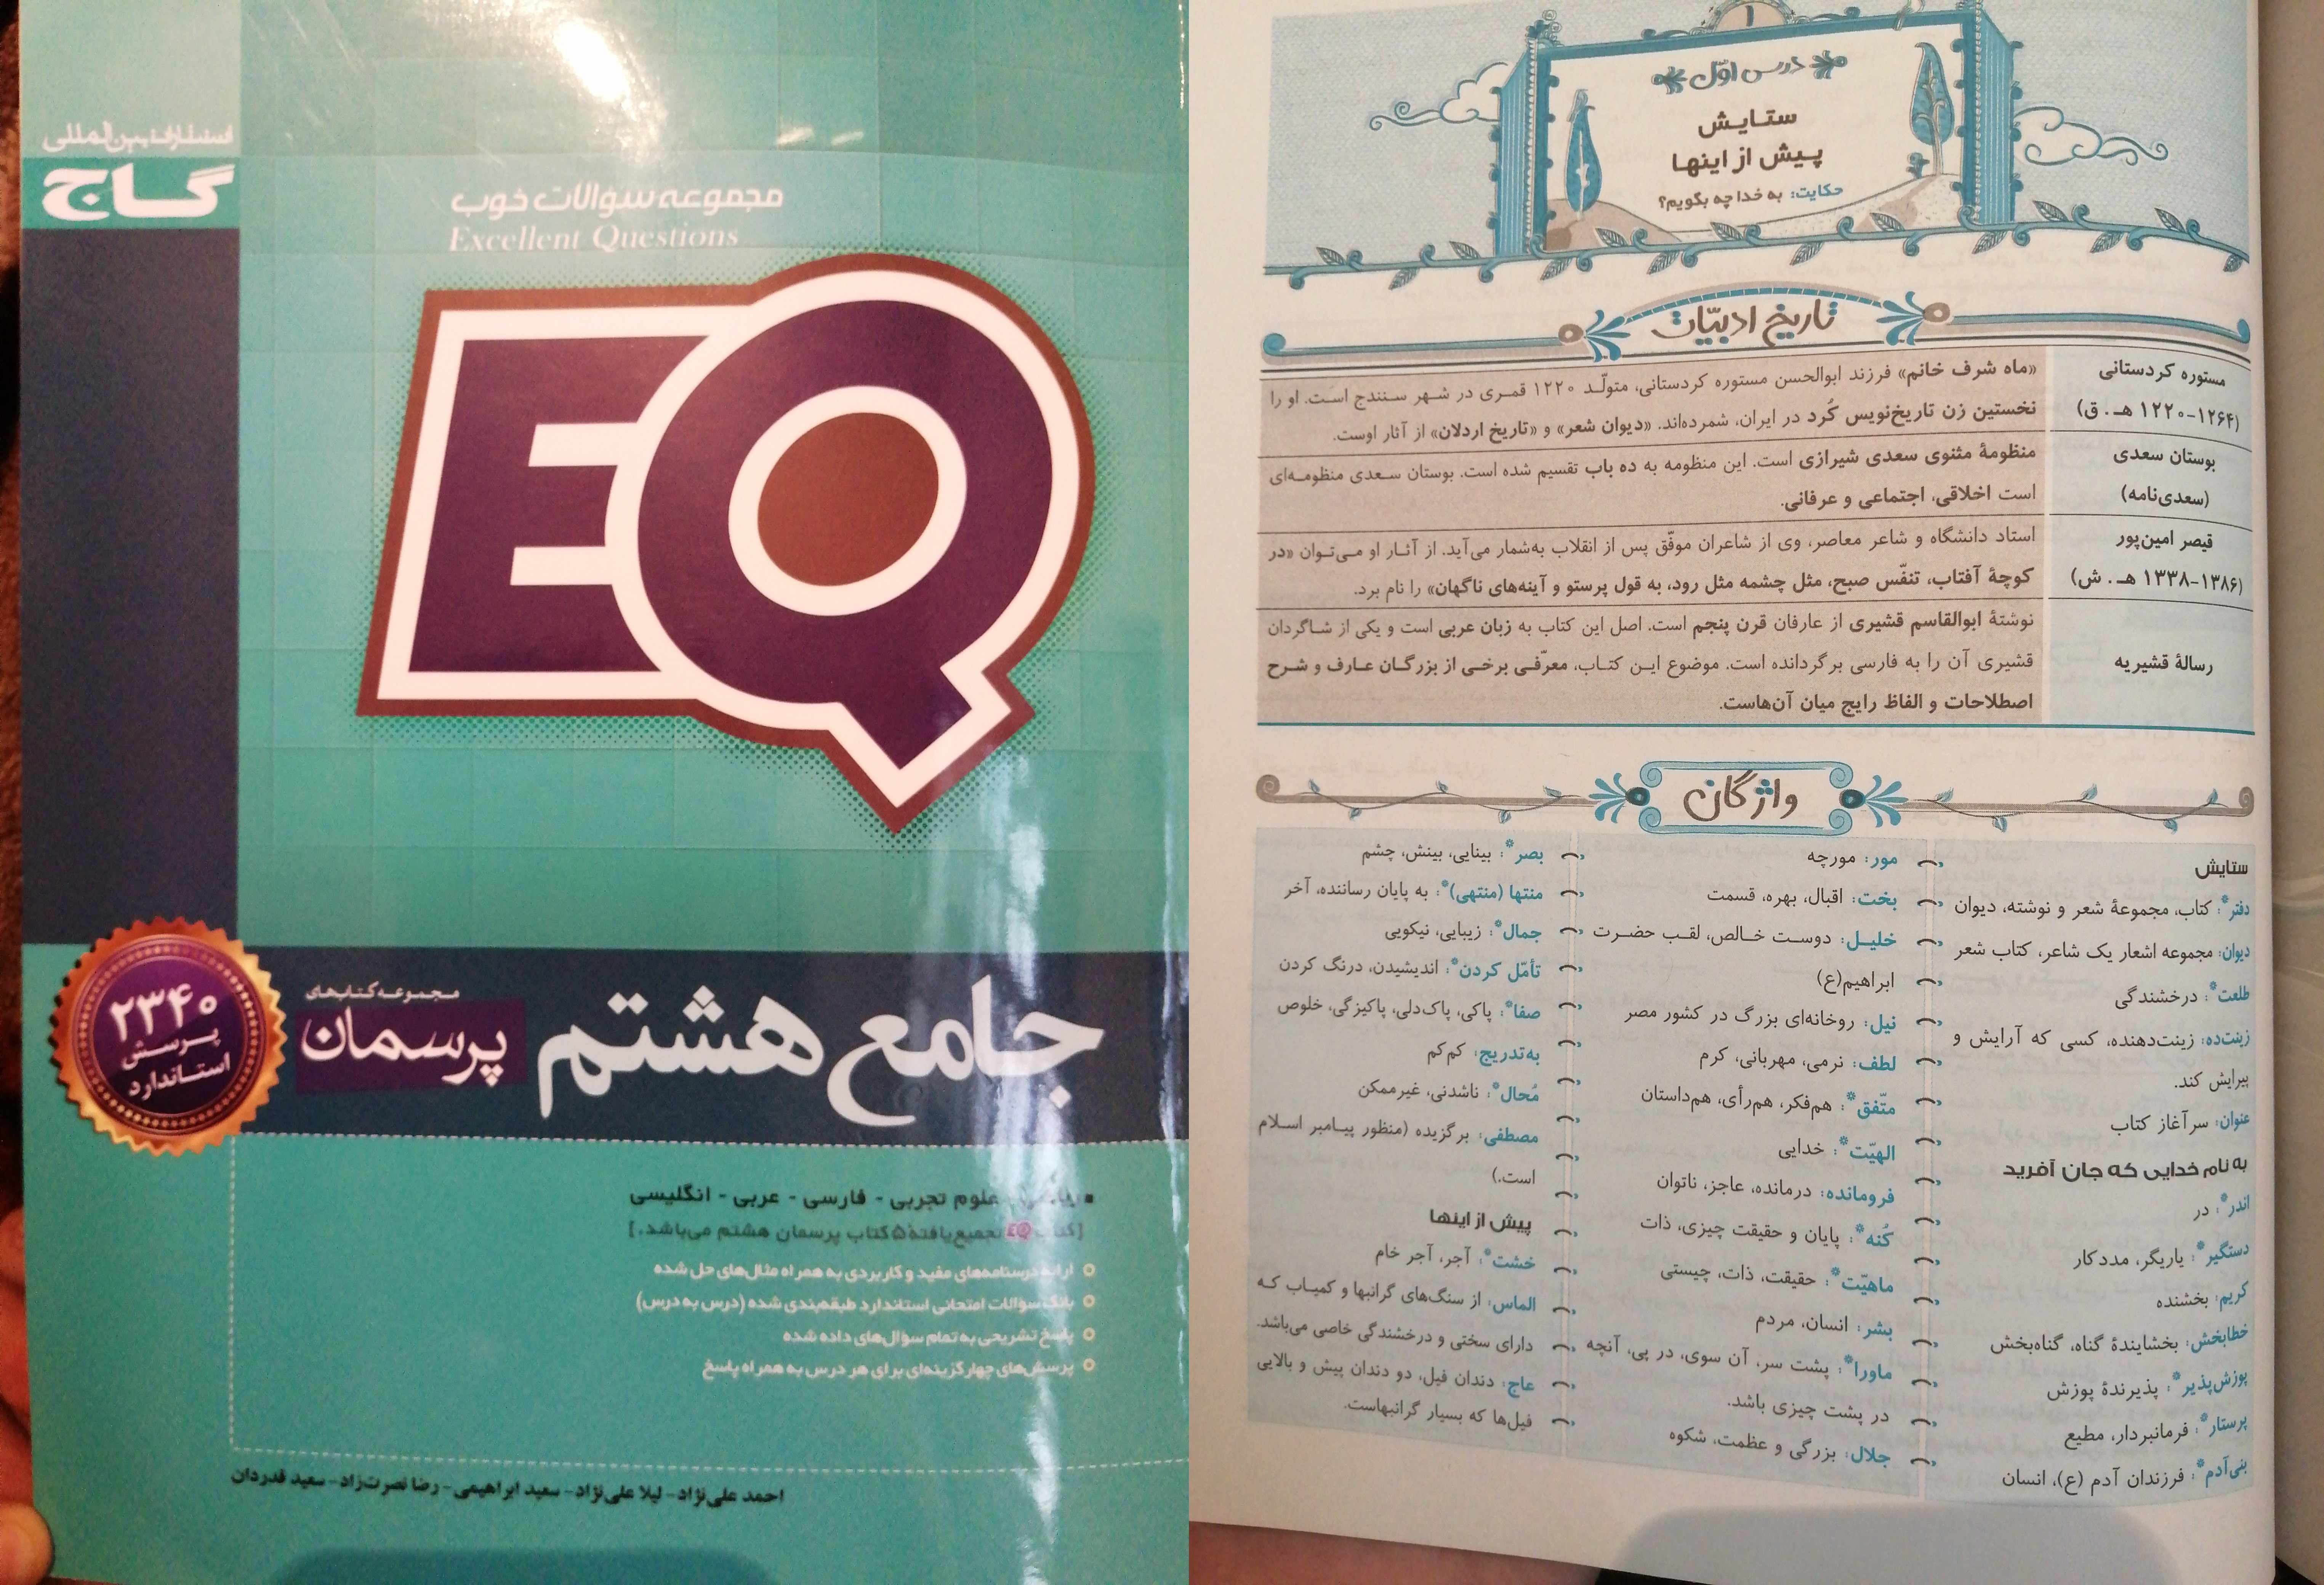 انتشارات بین‌المللی
گاج
مجموعه سوالات خوب
Excellent Questions
EQ
جامع هشتم
مجموعه کتاب‌های
پرسمان
۲۳۴۰
پرسش
استاندارد
علوم تجربی - فارسی - عربی - انگلیسی
EQ تجمیع یافتهٔ ۵ کتاب پرسمان هشتم می‌باشد.]
ارائه درسنامه‌های مفید و کاربردی به همراه مثال‌های حل شده
بانک سؤالات امتحانی استاندارد طبقه‌بندی شده (درس به درس)
پاسخ تشریحی به تمام سؤال‌های داده شده
پرسش‌های چهارگزینه‌ای برای هر درس به همراه پاسخ
احمد علی‌نژاد - لیلا علی‌نژاد - سعید ابراهیمی - رضا نصرت‌زاد - سعید قدردان
۱
درس اوّل
ستایش
پیش از اینها
حکایت: به خدا چه بگویم؟
تاریخ ادبیّات
مستوره کردستانی
(۱۲۶۴-۱۲۲۰ هـ . ق)
«ماه شرف خانم» فرزند ابوالحسن مستوره کردستانی، متولّد ۱۲۲۰ قمری در شهر سنندج است. او را
نخستین زن تاریخ‌نویس کُرد در ایران، شمرده‌اند. «دیوان شعر» و «تاریخ اردلان» از آثار اوست.
بوستان سعدی
(سعدی‌نامه)
منظومهٔ مثنوی سعدی شیرازی است. این منظومه به ده باب تقسیم شده است. بوستان سعدی منظومه‌ای
است اخلاقی، اجتماعی و عرفانی.
قیصر امین‌پور
(۱۳۸۶-۱۳۳۸ هـ . ش)
استاد دانشگاه و شاعر معاصر، وی از شاعران موفّق پس از انقلاب به‌شمار می‌آید. از آثار او می‌توان «در
کوچهٔ آفتاب، تنفّس صبح، مثل چشمه مثل رود، به قول پرستو و آینه‌های ناگهان» را نام برد.
رسالهٔ قشیریه
نوشتهٔ ابوالقاسم قشیری از عارفان قرن پنجم است. اصل این کتاب به زبان عربی است و یکی از شاگردان
قشیری آن را به فارسی برگردانده است. موضوع این کتاب، معرّفی برخی از بزرگان عارف و شرح
اصطلاحات و الفاظ رایج میان آن‌هاست.
واژگان
ستایش
دفتر*: کتاب، مجموعهٔ شعر و نوشته، دیوان
دیوان: مجموعه اشعار یک شاعر، کتاب شعر
طلعت*: درخشندگی
زینت‌ده: زینت‌دهنده، کسی که آرایش و
پیرایش کند.
عنوان: سرآغاز کتاب
به نام خدایی که جان آفرید
اندر*: در
دستگیر*: یاریگر، مددکار
کریم: بخشنده
خطابخش: بخشایندهٔ گناه، گناه‌بخش
پوزش‌پذیر*: پذیرندهٔ پوزش
پرستار*: فرمانبردار، مطیع
بنی‌آدم*: فرزندان آدم (ع)، انسان
مور: مورچه
بخت: اقبال، بهره، قسمت
خلیل: دوست خالص، لقب حضرت
ابراهیم(ع)
نیل: روخانه‌ای بزرگ در کشور مصر
لطف: نرمی، مهربانی، کرم
متّفق*: هم‌فکر، هم‌رأی، هم‌داستان
الهیّت*: خدایی
فرومانده: درمانده، عاجز، ناتوان
کُنه*: پایان و حقیقت چیزی، ذات
ماهیّت*: حقیقت، ذات، چیستی
بشر: انسان، مردم
ماورا*: پشت سر، آن سوی، در پی، آنچه
در پشت چیزی باشد.
جلال: بزرگی و عظمت، شکوه
بصر*: بینایی، بینش، چشم
منتها (منتهی)*: به پایان رساننده، آخر
جمال*: زیبایی، نیکویی
تأمّل کردن*: اندیشیدن، درنگ کردن
صفا*: پاکی، پاک‌دلی، پاکیزگی، خلوص
به‌تدریج: کم‌کم
مُحال*: ناشدنی، غیرممکن
مصطفی: برگزیده (منظور پیامبر اسلام
است.)
پیش از اینها
خشت*: آجر، آجر خام
الماس: از سنگ‌های گرانبها و کمیاب که
دارای سختی و درخشندگی خاصی می‌باشد.
عاج: دندان فیل، دو دندان پیش و بالایی
فیل‌ها که بسیار گرانبهاست.